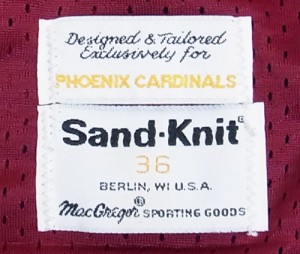 Designed & Tailored
Exclusively for
PHOENIX CARDINALS
Sand·Knit®
36
BERLIN, WI U.S.A.
MacGregor® SPORTING GOODS